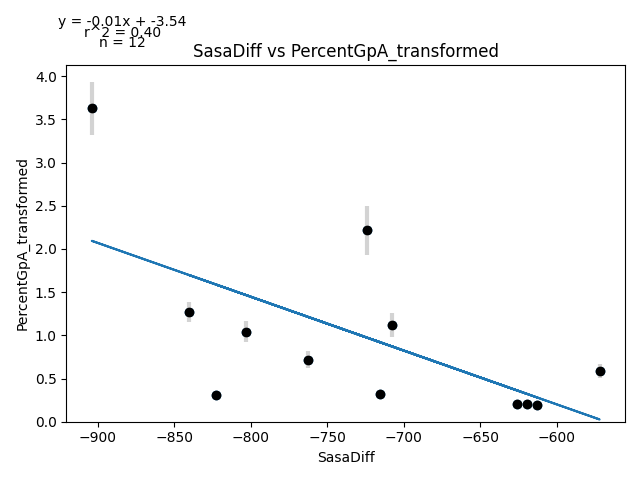 y = -0.01x + -3.54
r^2 = 0.40
n = 12
SasaDiff vs PercentGpA_transformed
4.0
3.5
3.0
2.5
2.0
1.5
1.0
0.5
0.0
PercentGpA_transformed
−900 −850 −800 −750 −700 −650 −600
SasaDiff